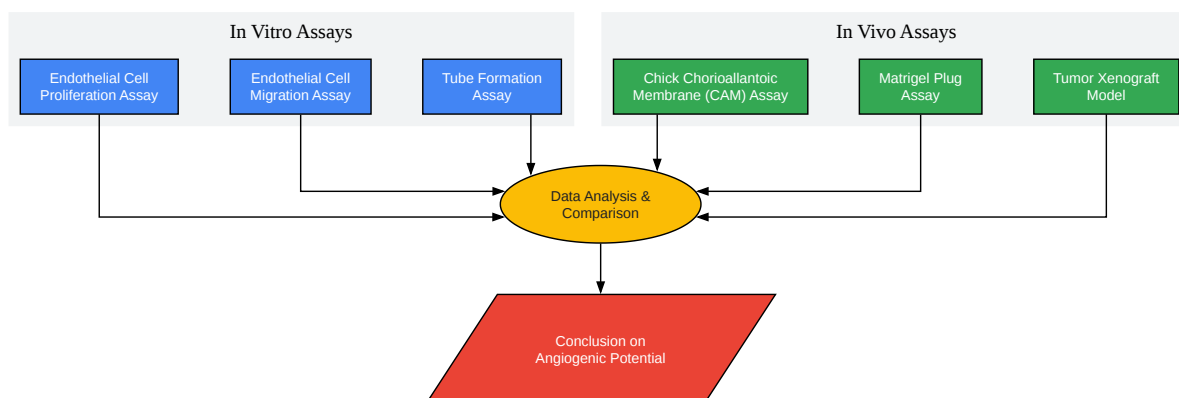 In Vitro Assays
Endothelial Cell
Proliferation Assay
Endothelial Cell
Migration Assay
Tube Formation
Assay
In Vivo Assays
Chick Chorioallantoic
Membrane (CAM) Assay
Matrigel Plug
Assay
Tumor Xenograft
Model
Data Analysis &
Comparison
Conclusion on
Angiogenic Potential